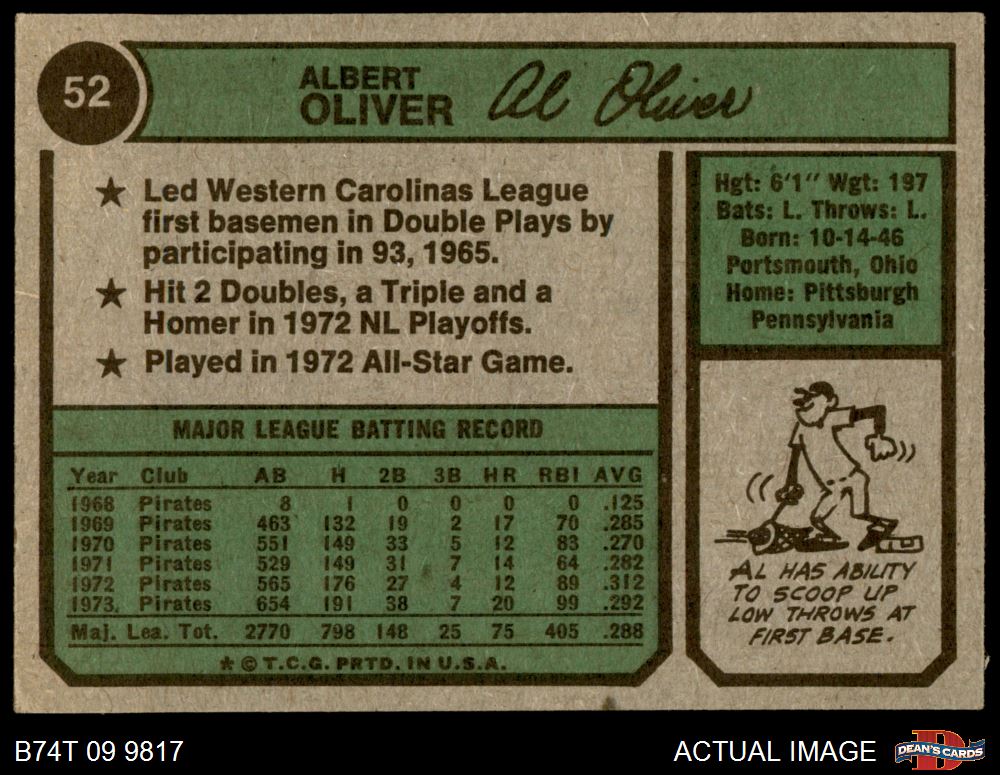 52
ALBERT
OLIVER
Al Oliver
★ Led Western Carolinas League
first basemen in Double Plays by
participating in 93, 1965.
★ Hit 2 Doubles, a Triple and a
Homer in 1972 NL Playoffs.
★ Played in 1972 All-Star Game.
Hgt: 6'1" Wgt: 197
Bats: L. Throws: L.
Born: 10-14-46
Portsmouth, Ohio
Home: Pittsburgh
Pennsylvania
MAJOR LEAGUE BATTING RECORD
Year Club AB H 2B 3B HR RBI AVG
1968 Pirates 8 1 0 0 0 0 .125
1969 Pirates 463 132 19 2 17 70 .285
1970 Pirates 551 149 33 5 12 83 .270
1971 Pirates 529 149 31 7 14 64 .282
1972 Pirates 565 176 27 4 12 89 .312
1973. Pirates 654 191 38 7 20 99 .292
Maj. Lea. Tot. 2770 798 148 25 75 405 .288
★ © T.C.G. PRTD. IN U.S.A.
AL HAS ABILITY
TO SCOOP UP
LOW THROWS AT
FIRST BASE.
B74T 09 9817
ACTUAL IMAGE
DEAN'S CARDS